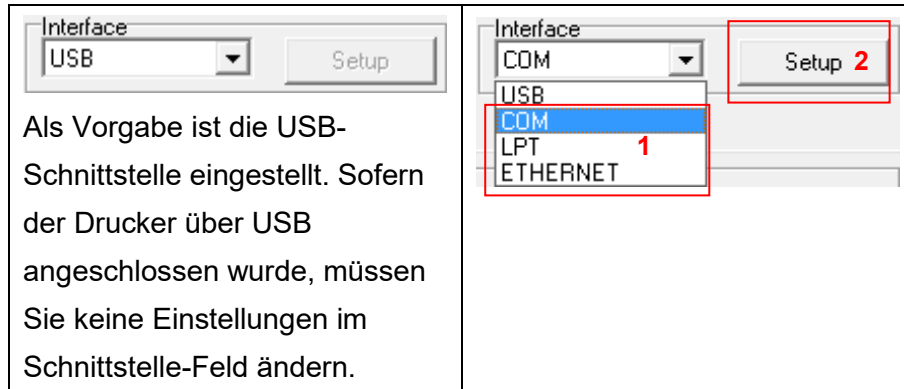 Interface
USB
Setup
Als Vorgabe ist die USB-
Schnittstelle eingestellt. Sofern
der Drucker über USB
angeschlossen wurde, müssen
Sie keine Einstellungen im
Schnittstelle-Feld ändern.
Interface
COM
Setup 2
USB
COM
LPT 1
ETHERNET